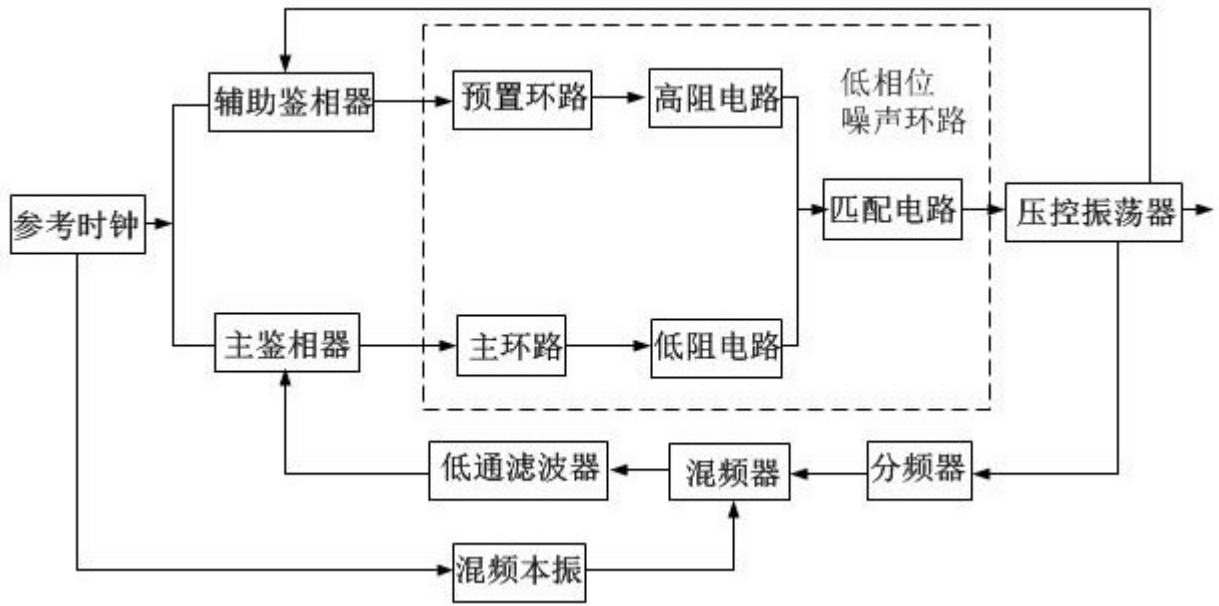 辅助鉴相器
预置环路
高阻电路
低相位
噪声环路
参考时钟
匹配电路
压控振荡器
主鉴相器
主环路
低阻电路
低通滤波器
混频器
分频器
混频本振